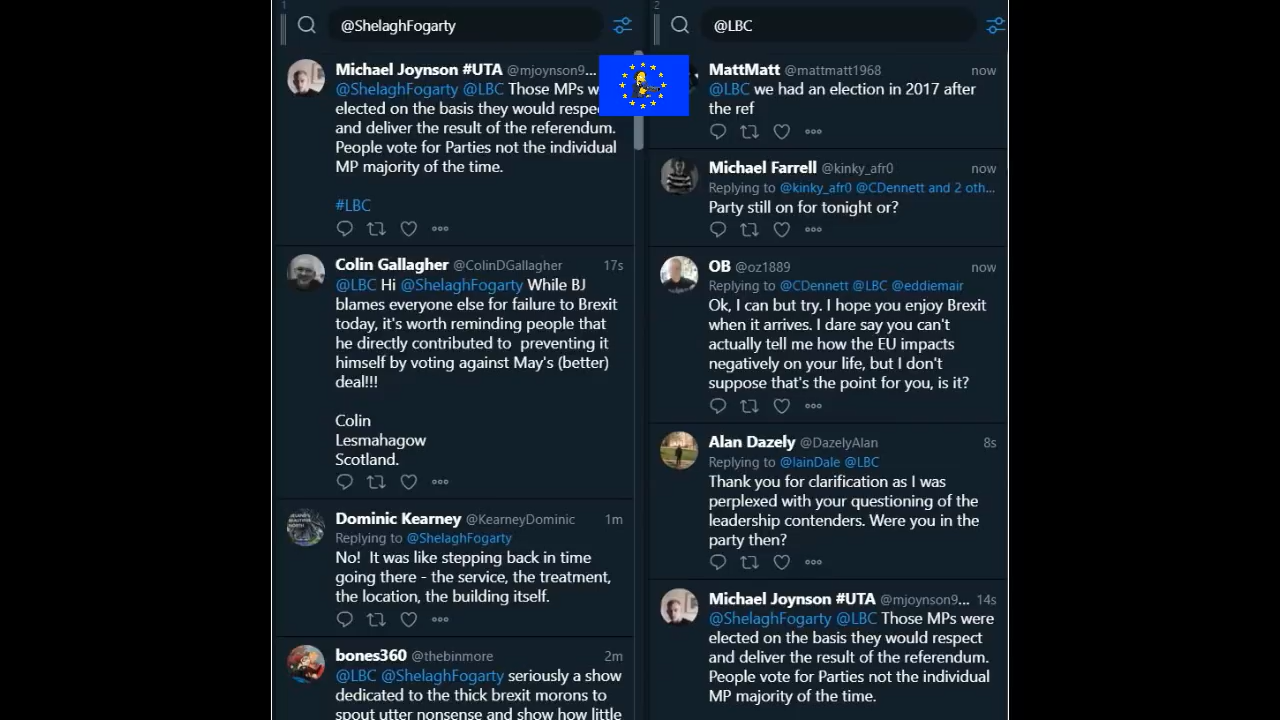 1
@ShelaghFogarty
Michael Joynson #UTA @mjoynson9...
@ShelaghFogarty @LBC Those MPs
elected on the basis they would
and deliver the result of the referendum.
People vote for Parties not the individual
MP majority of the time.
#LBC
Colin Gallagher @ColinDGallagher 17s
@LBC Hi @ShelaghFogarty While BJ
blames everyone else for failure to Brexit
today, it's worth reminding people that
he directly contributed to preventing it
himself by voting against May's (better)
deal!!!
Colin
Lesmahagow
Scotland.
Dominic Kearney @KearneyDominic 1m
Replying to @ShelaghFogarty
No! It was like stepping back in time
going there - the service, the treatment,
the location, the building itself.
bones360 @thebinmore 2m
@LBC @ShelaghFogarty seriously a show
dedicated to the thick brexit morons to
spout utter nonsense and show how little
2
@LBC
MattMatt @mattmatt1968 now
@LBC we had an election in 2017 after
the ref
Michael Farrell @kinky_afr0 now
Replying to @kinky_afr0 @CDennett and 2 oth...
Party still on for tonight or?
OB @oz1889 now
Replying to @CDennett @LBC @eddiemair
Ok, I can but try. I hope you enjoy Brexit
when it arrives. I dare say you can't
actually tell me how the EU impacts
negatively on your life, but I don't
suppose that's the point for you, is it?
Alan Dazely @DazelyAlan 8s
Replying to @IainDale @LBC
Thank you for clarification as I was
perplexed with your questioning of the
leadership contenders. Were you in the
party then?
Michael Joynson #UTA @mjoynson9... 14s
@ShelaghFogarty @LBC Those MPs were
elected on the basis they would respect
and deliver the result of the referendum.
People vote for Parties not the individual
MP majority of the time.